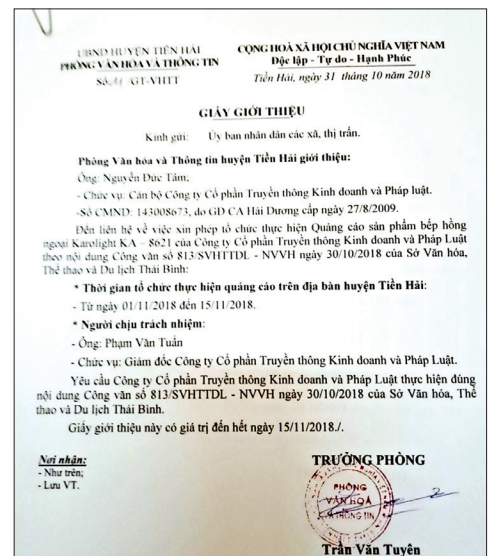 UBND HUYỆN TIỀN HẢI
PHÒNG VĂN HÓA VÀ THÔNG TIN
Số /GT-VHTT
CỘNG HOÀ XÃ HỘI CHỦ NGHĨA VIỆT NAM
Độc lập - Tự do - Hạnh Phúc
Tiền Hải, ngày 31 tháng 10 năm 2018
GIẤY GIỚI THIỆU
Kính gửi: Ủy ban nhân dân các xã, thị trấn.
Phòng Văn hóa và Thông tin huyện Tiền Hải giới thiệu:
Ông: Nguyễn Đức Tâm;
- Chức vụ: Cán bộ Công ty Cổ phần Truyền thông Kinh doanh và Pháp luật.
-Số CMND: 143008673, do GD CA Hải Dương cấp ngày 27/8/2009.
Đến liên hệ về việc xin phép tổ chức thực hiện Quảng cáo sản phẩm bếp hồng
ngoại Karolight KA – 8621 của Công ty Cổ phần Truyền thông Kinh doanh và Pháp Luật
theo nội dung Công văn số 813/SVHTTDL - NVVH ngày 30/10/2018 của Sở Văn hóa,
Thể thao và Du lịch Thái Bình:
* Thời gian tổ chức thực hiện quảng cáo trên địa bàn huyện Tiền Hải:
- Từ ngày 01/11/2018 đến 15/11/2018.
* Người chịu trách nhiệm:
- Ông: Phạm Văn Tuấn
- Chức vụ: Giám đốc Công ty Cổ phần Truyền thông Kinh doanh và Pháp Luật.
Yêu cầu Công ty Cổ phần Truyền thông Kinh doanh và Pháp Luật thực hiện đúng
nội dung Công văn số 813/SVHTTDL - NVVH ngày 30/10/2018 của Sở Văn hóa, Thể
thao và Du lịch Thái Bình.
Giấy giới thiệu này có giá trị đến hết ngày 15/11/2018./.
Nơi nhận:
- Như trên;
- Lưu VT.
TRƯỞNG PHÒNG
PHÒNG
VĂN HOÁ
VÀ THÔNG TIN
Trần Văn Tuyên